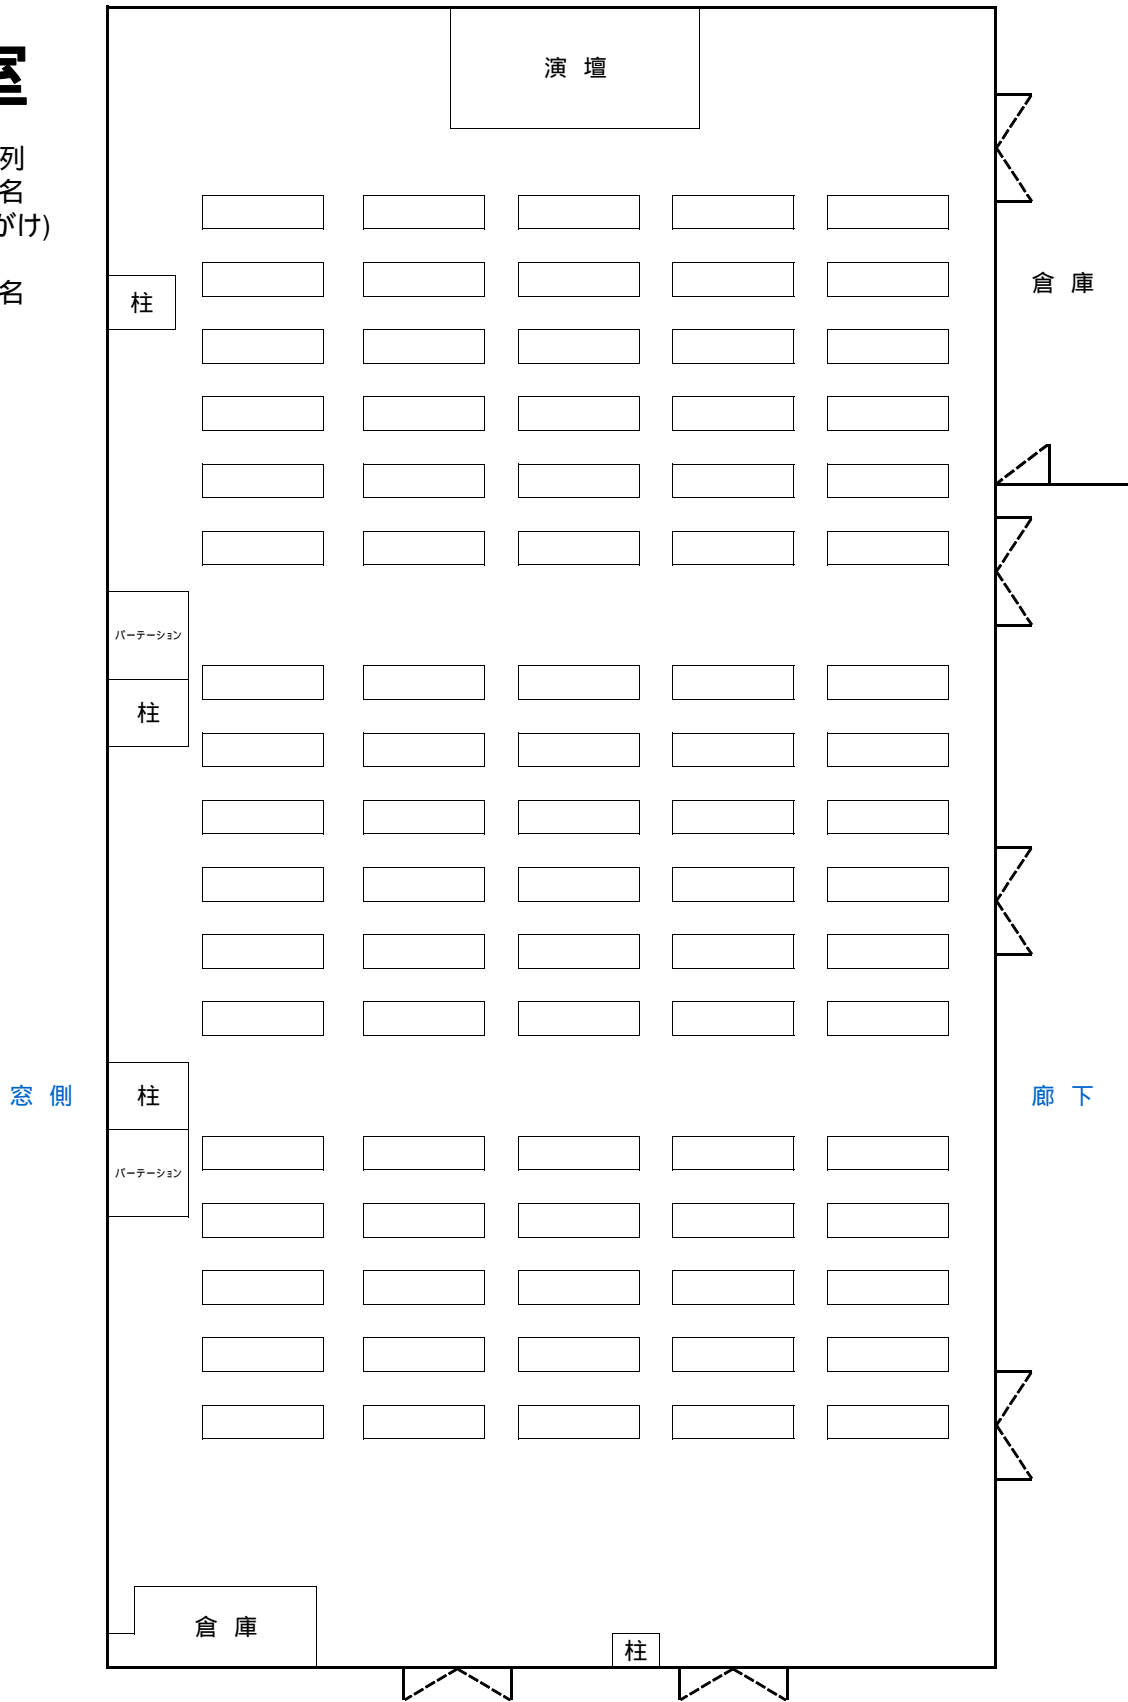 室
演 壇
列
名
がけ)
名
倉 庫
柱
パーテーション
柱
窓 側
柱
廊 下
パーテーション
倉 庫
柱